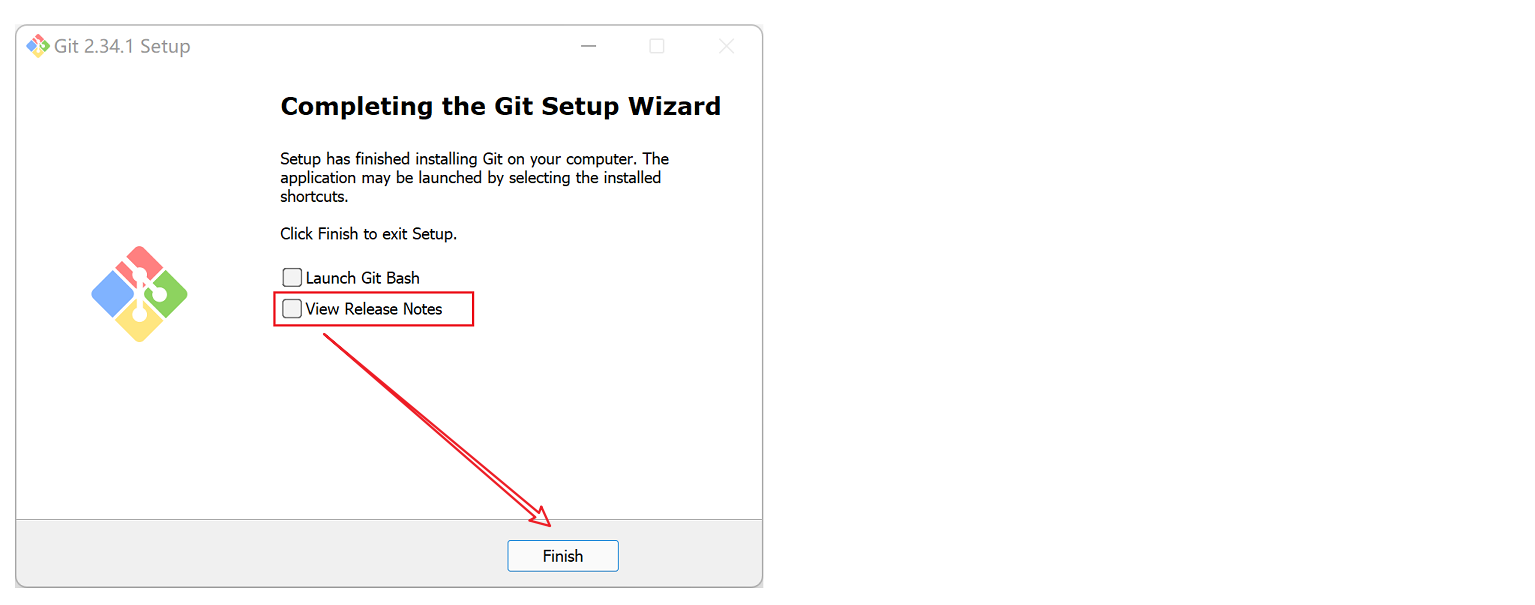 Git 2.34.1 Setup
Completing the Git Setup Wizard
Setup has finished installing Git on your computer. The
application may be launched by selecting the installed
shortcuts.
Click Finish to exit Setup.
Launch Git Bash
View Release Notes
Finish